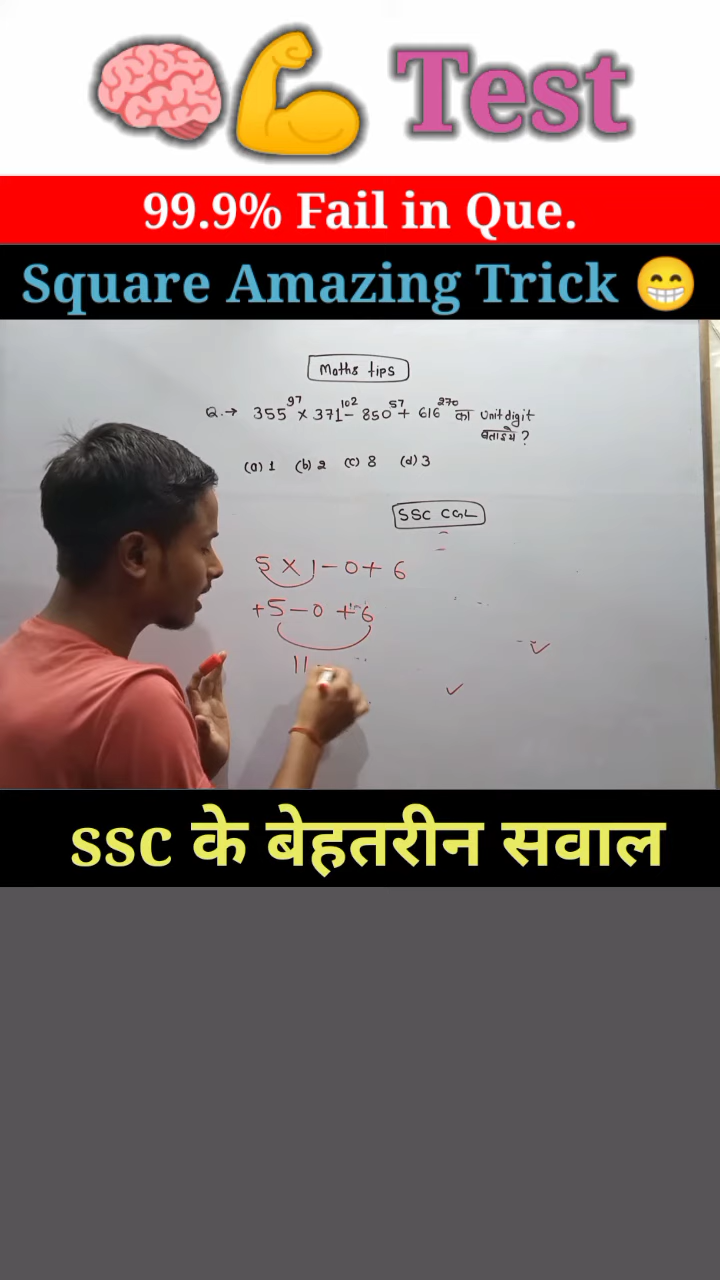 🧠💪 Test
99.9% Fail in Que.
Square Amazing Trick 😁
Maths tips
Q.→ 355⁹⁷ × 371¹⁰² − 850⁵⁷ + 616²⁷⁰ का unit digit
बताइये ?
(a) 1 (b) 2 (c) 8 (d) 3
SSC CGL
5 × 1 − 0 + 6
+5 − 0 + 6
11
ssc के बेहतरीन सवाल